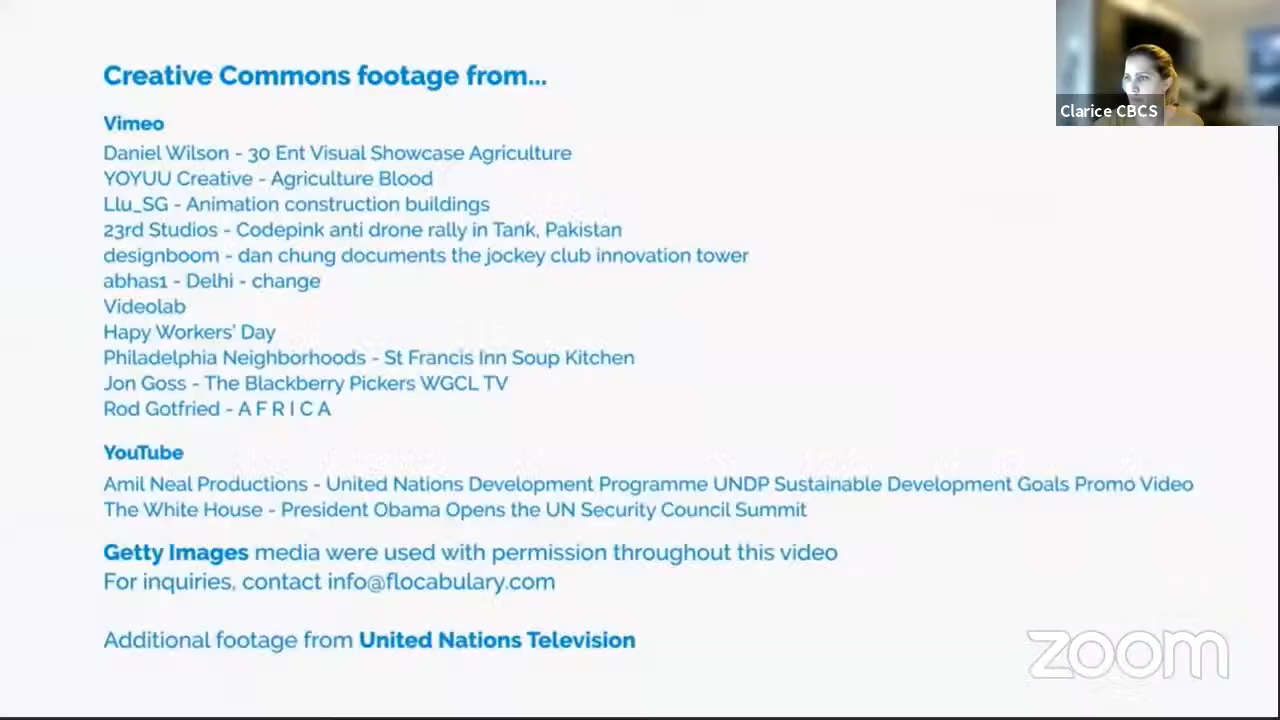 Creative Commons footage from...
Clarice CBCS
Vimeo
Daniel Wilson - 30 Ent Visual Showcase Agriculture
YOYUU Creative - Agriculture Blood
Llu_SG - Animation construction buildings
23rd Studios - Codepink anti drone rally in Tank, Pakistan
designboom - dan chung documents the jockey club innovation tower
abhas1 - Delhi - change
Videolab
Hapy Workers' Day
Philadelphia Neighborhoods - St Francis Inn Soup Kitchen
Jon Goss - The Blackberry Pickers WGCL TV
Rod Gotfried - A F R I C A
YouTube
Amil Neal Productions - United Nations Development Programme UNDP Sustainable Development Goals Promo Video
The White House - President Obama Opens the UN Security Council Summit
Getty Images media were used with permission throughout this video
For inquiries, contact info@flocabulary.com
Additional footage from United Nations Television
zoom